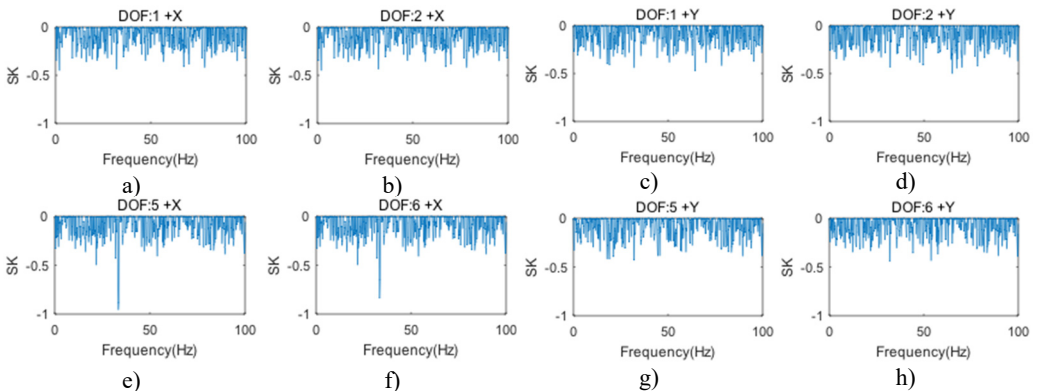 DOF:1 +X
DOF:2 +X
DOF:1 +Y
DOF:2 +Y
0
-0.5
-1
SK
0
50
100
Frequency(Hz)
0
-0.5
-1
SK
0
50
100
Frequency(Hz)
0
-0.5
-1
SK
0
50
100
Frequency(Hz)
0
-0.5
-1
SK
0
50
100
Frequency(Hz)
a)
b)
c)
d)
DOF:5 +X
DOF:6 +X
DOF:5 +Y
DOF:6 +Y
0
-0.5
-1
SK
0
50
100
Frequency(Hz)
0
-0.5
-1
SK
0
50
100
Frequency(Hz)
0
-0.5
-1
SK
0
50
100
Frequency(Hz)
0
-0.5
-1
SK
0
50
100
Frequency(Hz)
e)
f)
g)
h)